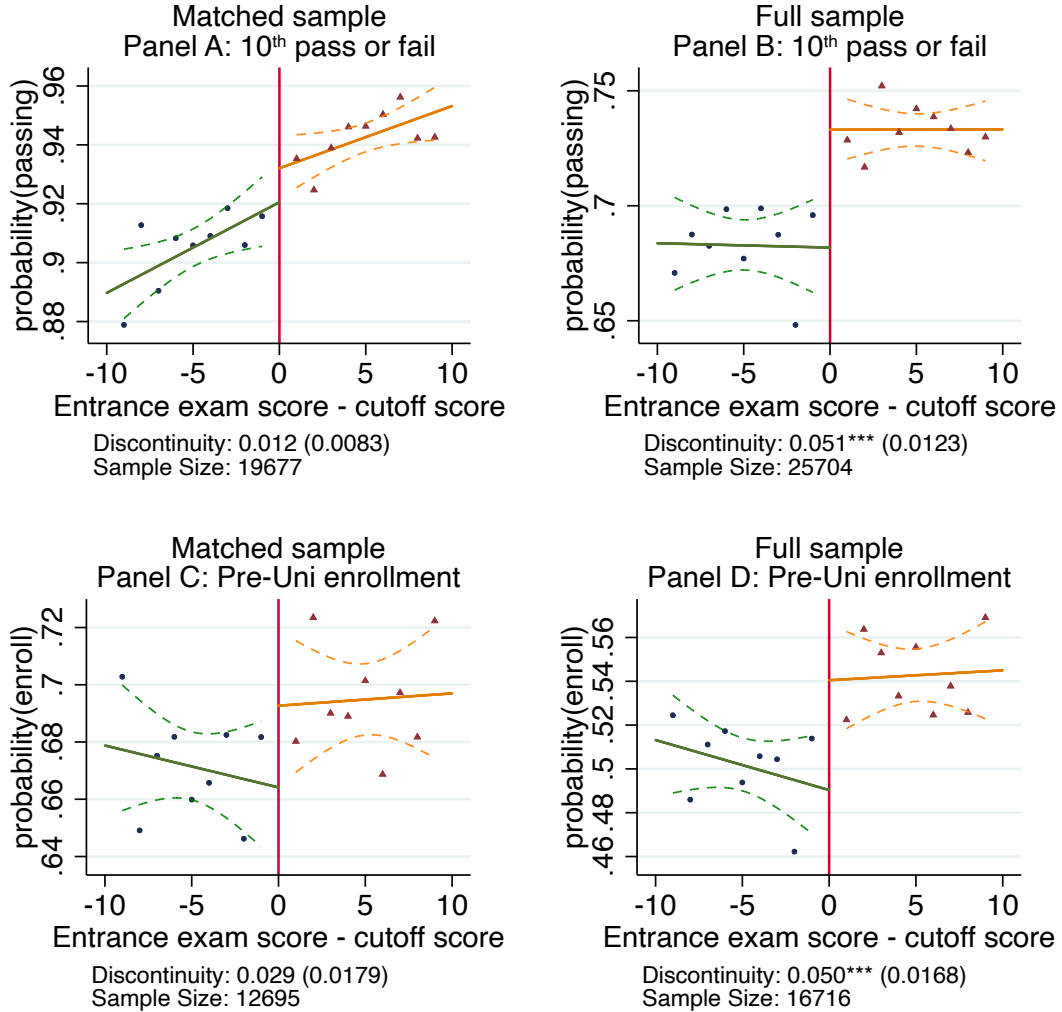 Matched sample
Panel A: 10th pass or fail
probability(passing)
.96
.94
.92
.9
.88
-10 -5 0 5 10
Entrance exam score - cutoff score
Discontinuity: 0.012 (0.0083)
Sample Size: 19677
Full sample
Panel B: 10th pass or fail
probability(passing)
.75
.7
.65
-10 -5 0 5 10
Entrance exam score - cutoff score
Discontinuity: 0.051*** (0.0123)
Sample Size: 25704
Matched sample
Panel C: Pre-Uni enrollment
probability(enroll)
.72
.7
.68
.66
.64
-10 -5 0 5 10
Entrance exam score - cutoff score
Discontinuity: 0.029 (0.0179)
Sample Size: 12695
Full sample
Panel D: Pre-Uni enrollment
probability(enroll)
.56
.54
.52
.5
.48
.46
-10 -5 0 5 10
Entrance exam score - cutoff score
Discontinuity: 0.050*** (0.0168)
Sample Size: 16716